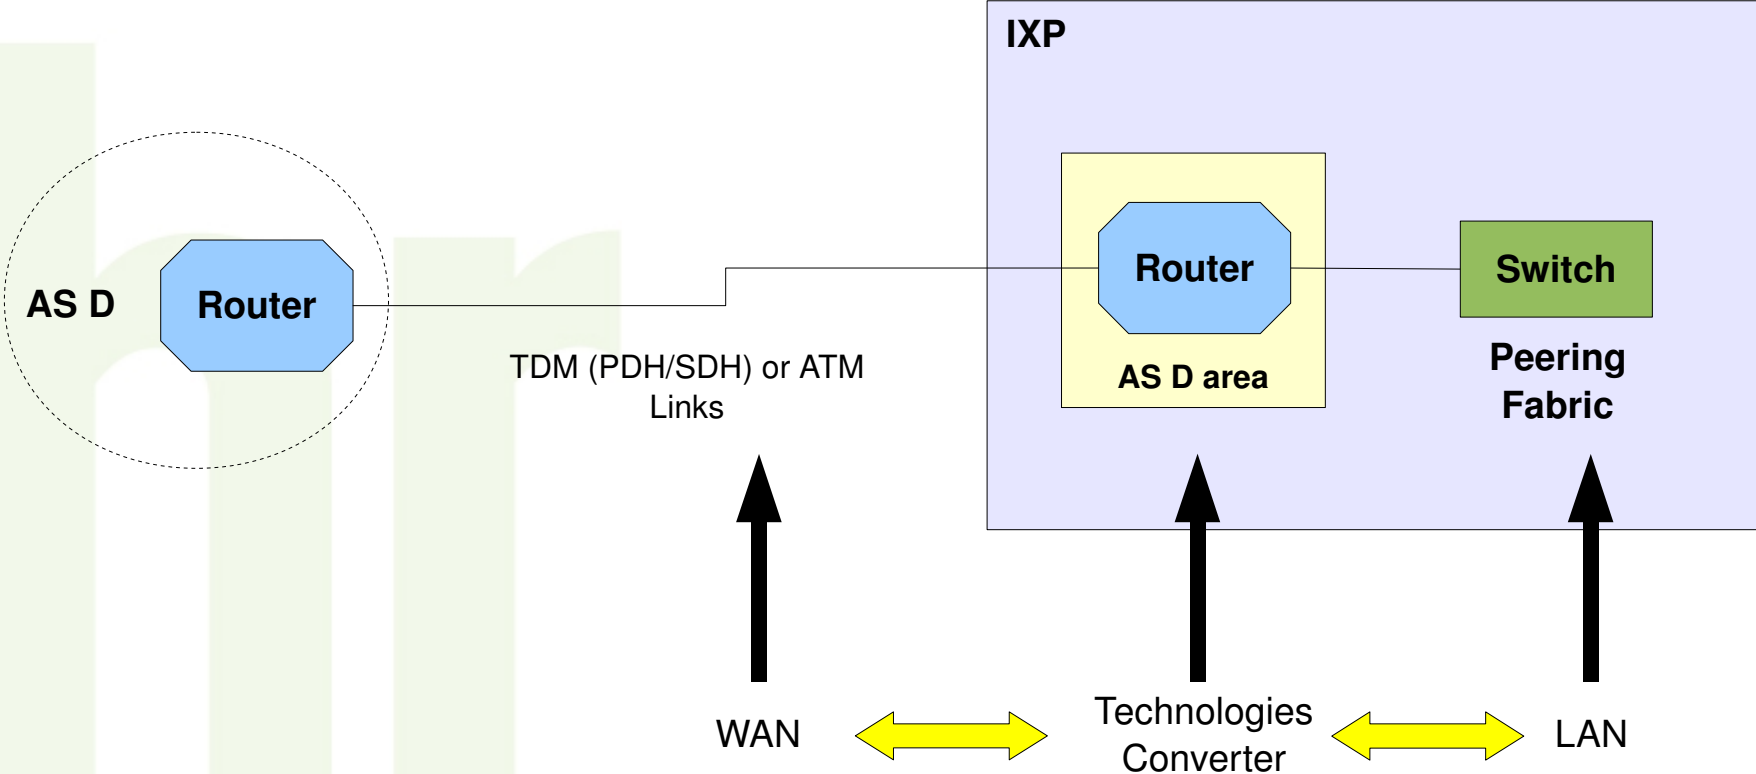 IXP
AS D
Router
Router
Switch
AS D area
Peering
Fabric
TDM (PDH/SDH) or ATM
Links
WAN
Technologies
Converter
LAN